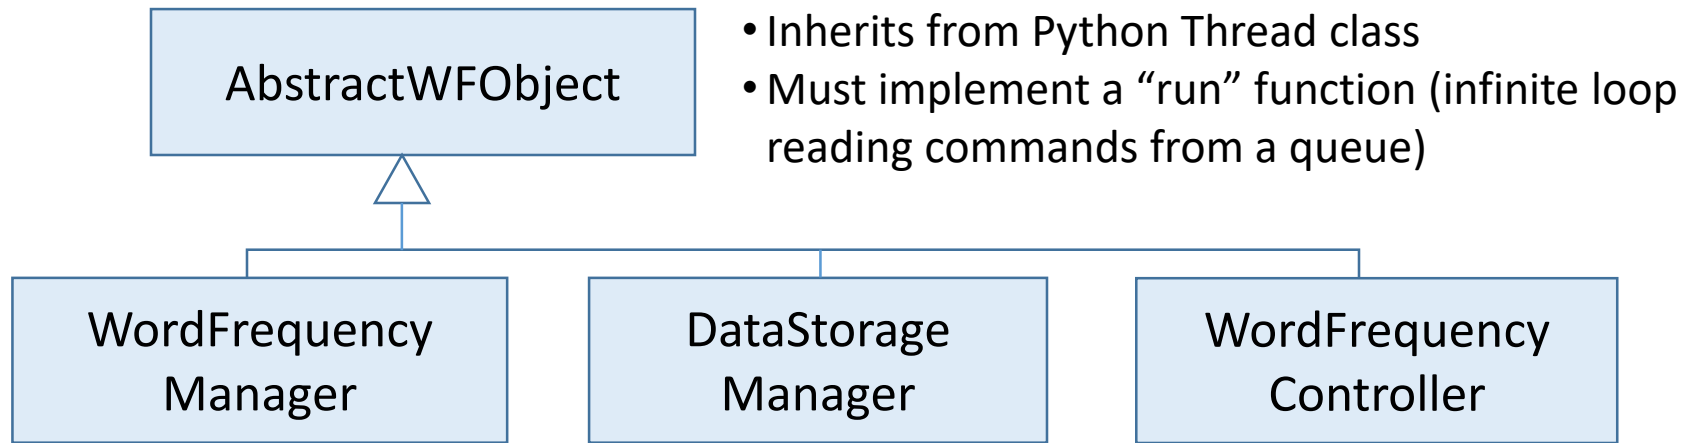 AbstractWFObject
• Inherits from Python Thread class
• Must implement a “run” function (infinite loop
reading commands from a queue)
WordFrequency
Manager
DataStorage
Manager
WordFrequency
Controller